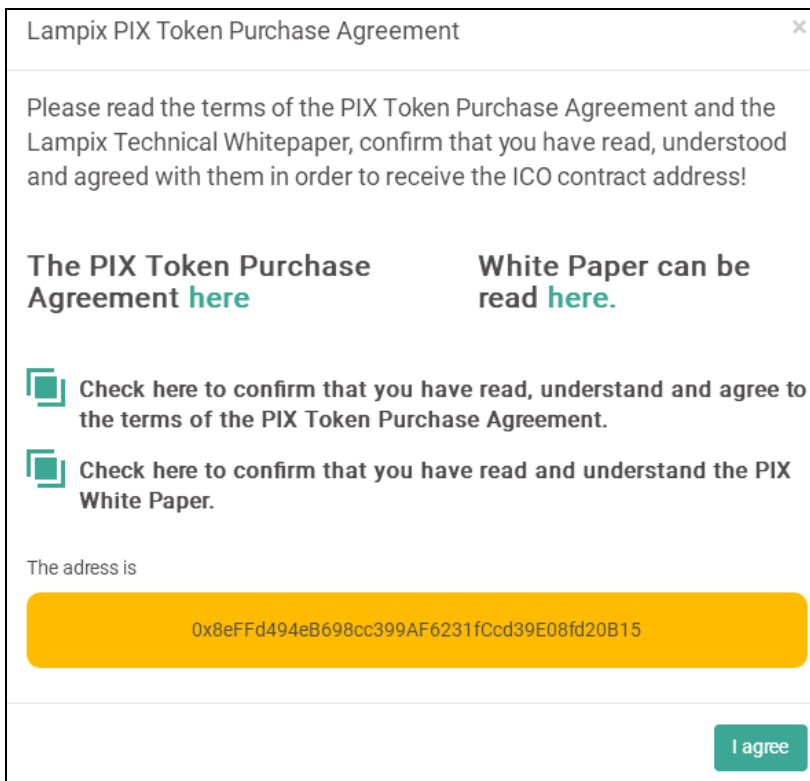 Lampix PIX Token Purchase Agreement ×
Please read the terms of the PIX Token Purchase Agreement and the
Lampix Technical Whitepaper, confirm that you have read, understood
and agreed with them in order to receive the ICO contract address!
The PIX Token Purchase
Agreement here
White Paper can be
read here.
Check here to confirm that you have read, understand and agree to
the terms of the PIX Token Purchase Agreement.
Check here to confirm that you have read and understand the PIX
White Paper.
The adress is
0x8eFFd494eB698cc399AF6231fCcd39E08fd20B15
I agree